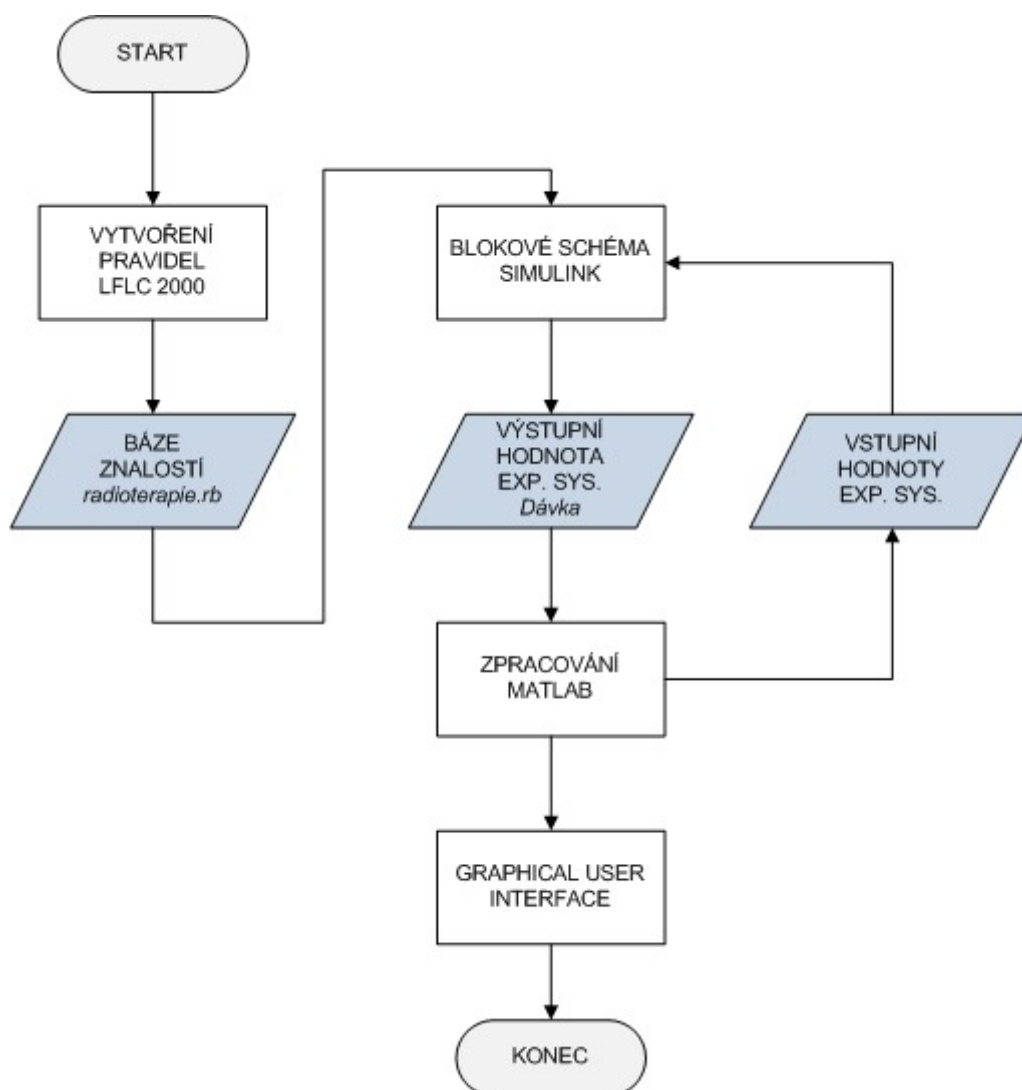 START
VYTVOŘENÍ
PRAVIDEL
LFLC 2000
BÁZE
ZNALOSTÍ
radioterapie.rb
BLOKOVÉ SCHÉMA
SIMULINK
VÝSTUPNÍ
HODNOTA
EXP. SYS.
Dávka
VSTUPNÍ
HODNOTY
EXP. SYS.
ZPRACOVÁNÍ
MATLAB
GRAPHICAL USER
INTERFACE
KONEC